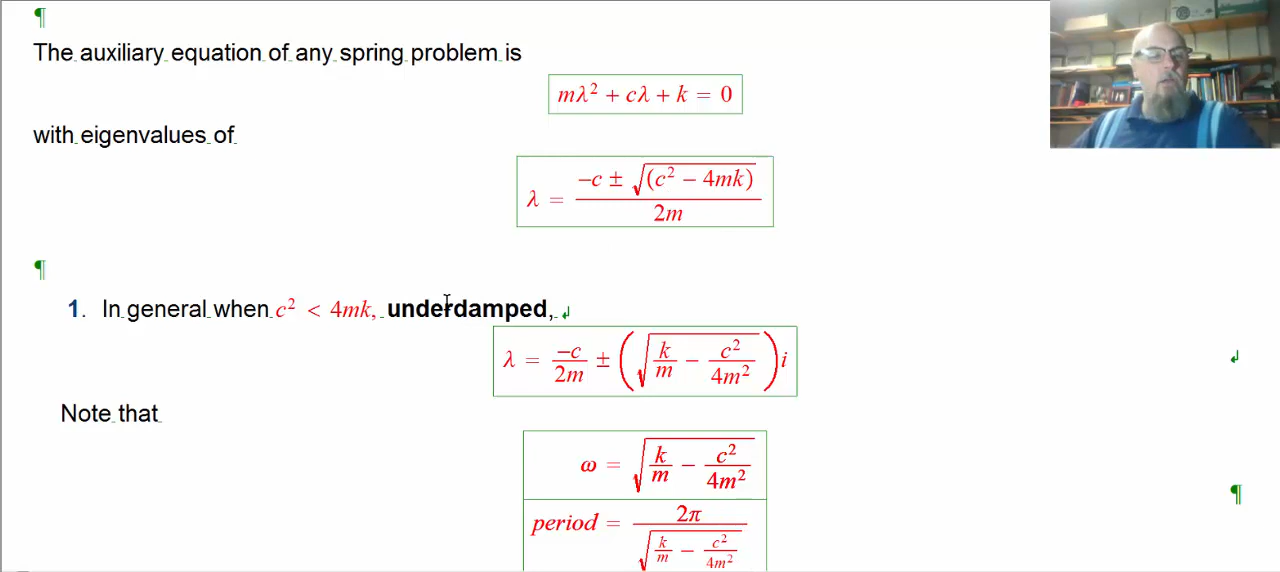 ¶
The auxiliary equation of any spring problem is
mλ² + cλ + k = 0
with eigenvalues of
λ = (−c ± √(c² − 4mk)) / 2m
¶
1. In general when c² < 4mk, underdamped, ↲
λ = −c/2m ± (√(k/m − c²/4m²)) i
↲
Note that
ω = √(k/m − c²/4m²)
¶
period = 2π / √(k/m − c²/4m²)